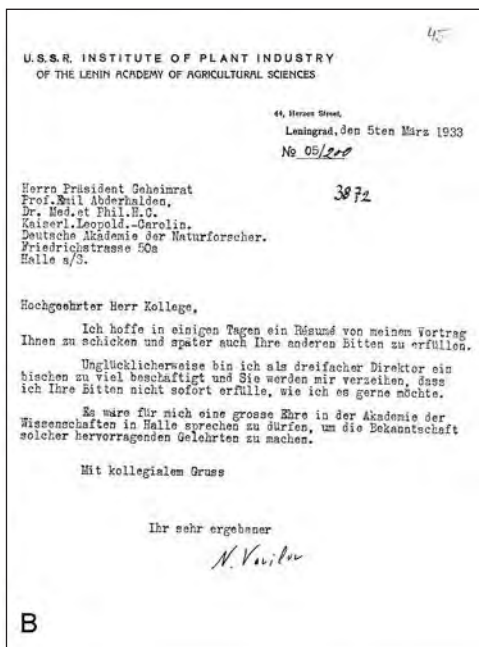 45
U.S.S.R. INSTITUTE OF PLANT INDUSTRY
OF THE LENIN ACADEMY OF AGRICULTURAL SCIENCES
44, Herzen Street,
Leningrad, den 5ten März 1933
No 05/200
3872
Herrn Präsident Geheimrat
Prof. Emil Abderhalden,
Dr. Med. et Phil. H.C.
Kaiserl. Leopold.-Carolin.
Deutsche Akademie der Naturforscher.
Friedrichstrasse 50a
Halle a/S.
Hochgeehrter Herr Kollege,
Ich hoffe in einigen Tagen ein Résumé von meinem Vortrag
Ihnen zu schicken und später auch Ihre anderen Bitten zu erfüllen.
Unglücklicherweise bin ich als dreifacher Direktor ein
bischen zu viel beschäftigt und Sie werden mir verzeihen, dass
ich Ihre Bitten nicht sofort erfülle, wie ich es gerne möchte.
Es wäre für mich eine grosse Ehre in der Akademie der
Wissenschaften in Halle sprechen zu dürfen, um die Bekanntschaft
solcher hervorragenden Gelehrten zu machen.
Mit kollegialem Gruss
Ihr sehr ergebener
N. Vavilov
B